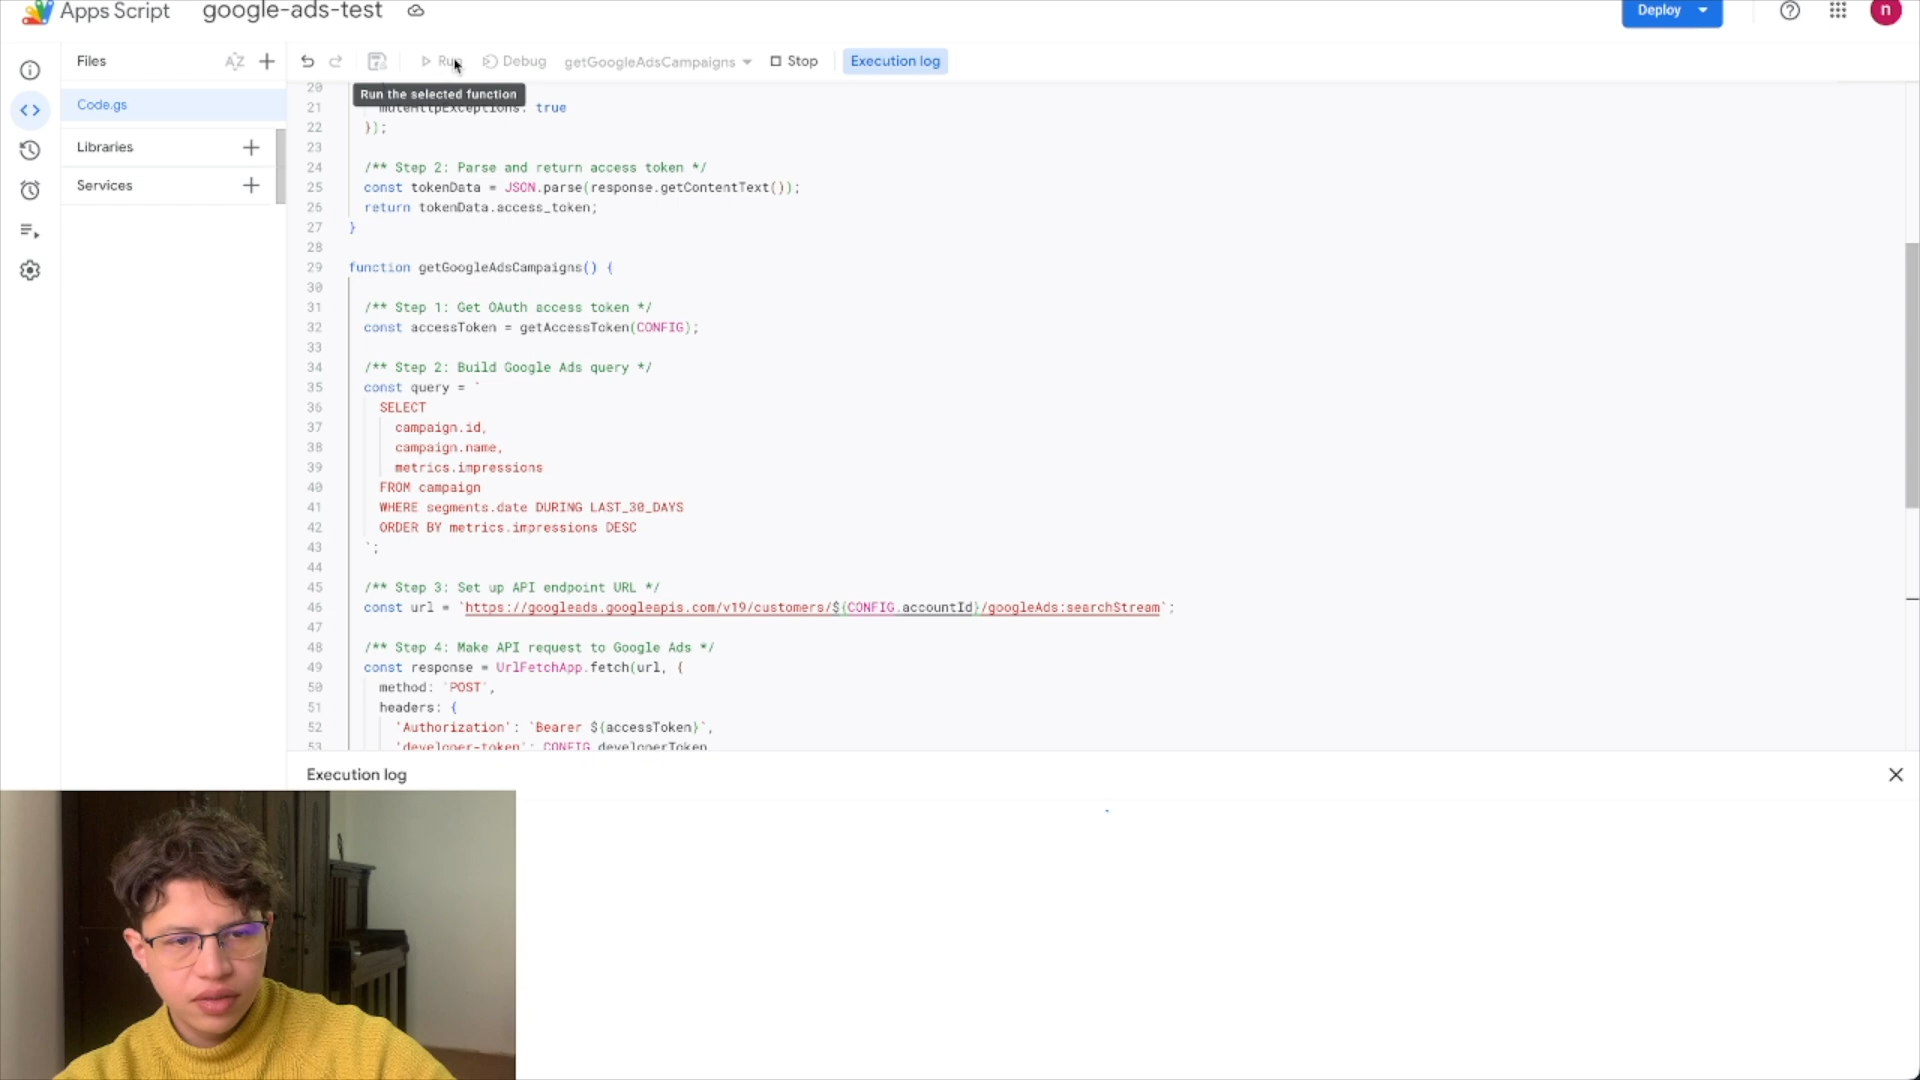 Apps Script
google-ads-test
Deploy
n
Files
AZ
Run
Debug
getGoogleAdsCampaigns
Stop
Execution log
Run the selected function
Code.gs
Libraries
Services
20
21 muteHttpExceptions: true
22 });
23
24 /** Step 2: Parse and return access token */
25 const tokenData = JSON.parse(response.getContentText());
26 return tokenData.access_token;
27 }
28
29 function getGoogleAdsCampaigns() {
30
31 /** Step 1: Get OAuth access token */
32 const accessToken = getAccessToken(CONFIG);
33
34 /** Step 2: Build Google Ads query */
35 const query = `
36 SELECT
37 campaign.id,
38 campaign.name,
39 metrics.impressions
40 FROM campaign
41 WHERE segments.date DURING LAST_30_DAYS
42 ORDER BY metrics.impressions DESC
43 `;
44
45 /** Step 3: Set up API endpoint URL */
46 const url = `https://googleads.googleapis.com/v19/customers/${CONFIG.accountId}/googleAds:searchStream`;
47
48 /** Step 4: Make API request to Google Ads */
49 const response = UrlFetchApp.fetch(url, {
50 method: 'POST',
51 headers: {
52 'Authorization': `Bearer ${accessToken}`,
53 'developer-token': CONFIG.developerToken
Execution log